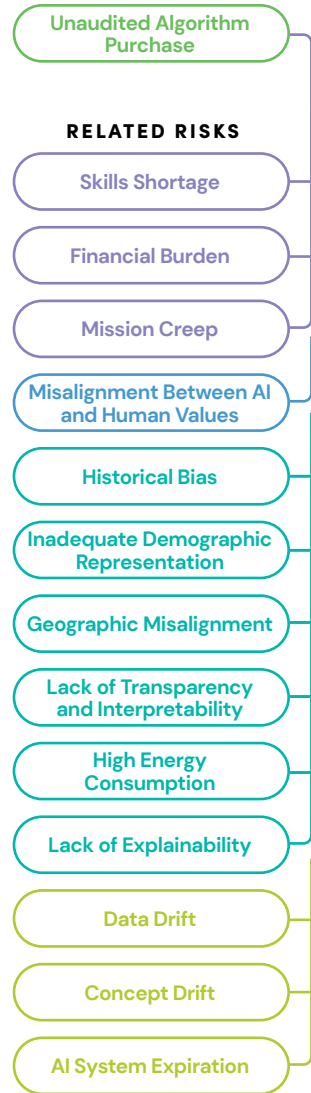 Unaudited Algorithm
Purchase
RELATED RISKS
Skills Shortage
Financial Burden
Mission Creep
Misalignment Between AI
and Human Values
Historical Bias
Inadequate Demographic
Representation
Geographic Misalignment
Lack of Transparency
and Interpretability
High Energy
Consumption
Lack of Explainability
Data Drift
Concept Drift
AI System Expiration